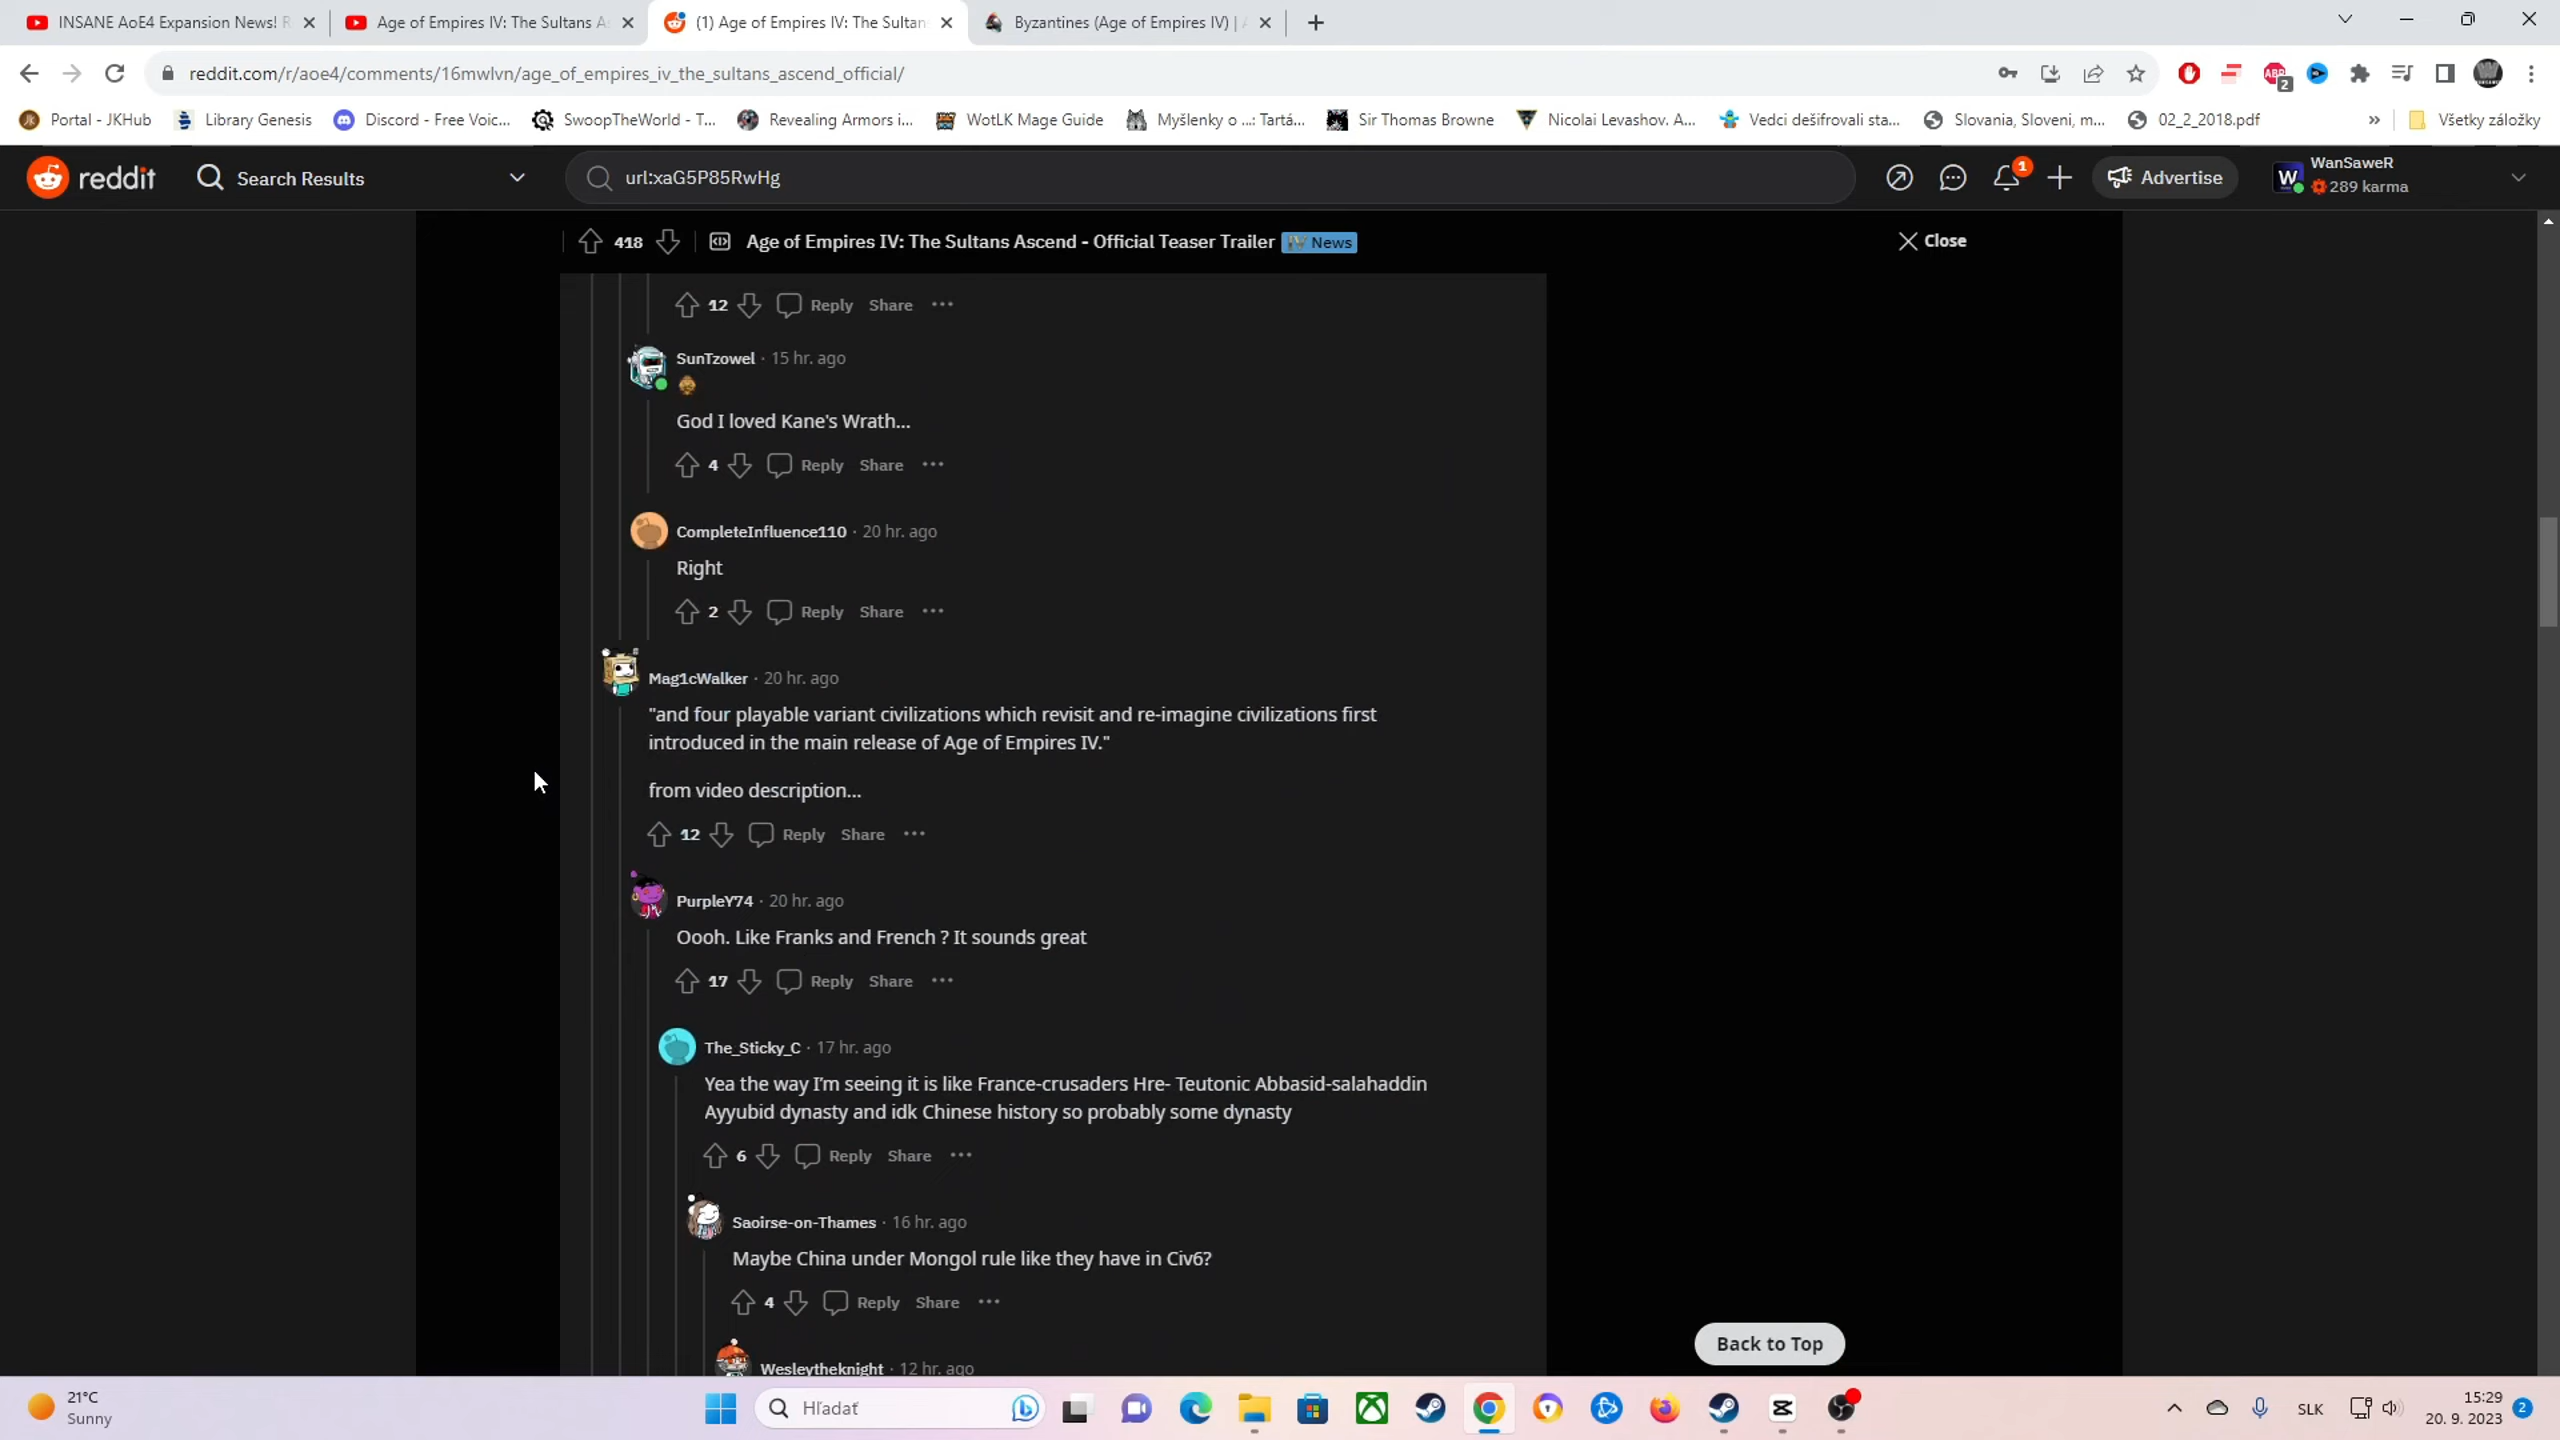 INSANE AoE4 Expansion News! R
Age of Empires IV: The Sultans As
(1) Age of Empires IV: The Sultan
Byzantines (Age of Empires IV) | A
reddit.com/r/aoe4/comments/16mwlvn/age_of_empires_iv_the_sultans_ascend_official/
ABP
2
Portal - JKHub
Library Genesis
Discord - Free Voic...
SwoopTheWorld - T...
Revealing Armors i...
WotLK Mage Guide
Myšlenky o ...: Tartá...
Sir Thomas Browne
Nicolai Levashov. A...
Vedci dešifrovali sta...
Slovania, Sloveni, m...
02_2_2018.pdf
»
Všetky záložky
reddit
Search Results
url:xaG5P85RwHg
1
Advertise
W
WanSaweR
289 karma
418
Age of Empires IV: The Sultans Ascend - Official Teaser Trailer
IV News
Close
12 Reply Share ...
SunTzowel · 15 hr. ago
God I loved Kane's Wrath...
4 Reply Share ...
CompleteInfluence110 · 20 hr. ago
Right
2 Reply Share ...
Mag1cWalker · 20 hr. ago
"and four playable variant civilizations which revisit and re-imagine civilizations first
introduced in the main release of Age of Empires IV."
from video description...
12 Reply Share ...
PurpleY74 · 20 hr. ago
Oooh. Like Franks and French ? It sounds great
17 Reply Share ...
The_Sticky_C · 17 hr. ago
Yea the way I'm seeing it is like France-crusaders Hre- Teutonic Abbasid-salahaddin
Ayyubid dynasty and idk Chinese history so probably some dynasty
6 Reply Share ...
Saoirse-on-Thames · 16 hr. ago
Maybe China under Mongol rule like they have in Civ6?
4 Reply Share ...
Wesleytheknight · 12 hr. ago
Back to Top
21°C
Sunny
Hľadať
SLK
15:29
20. 9. 2023
2